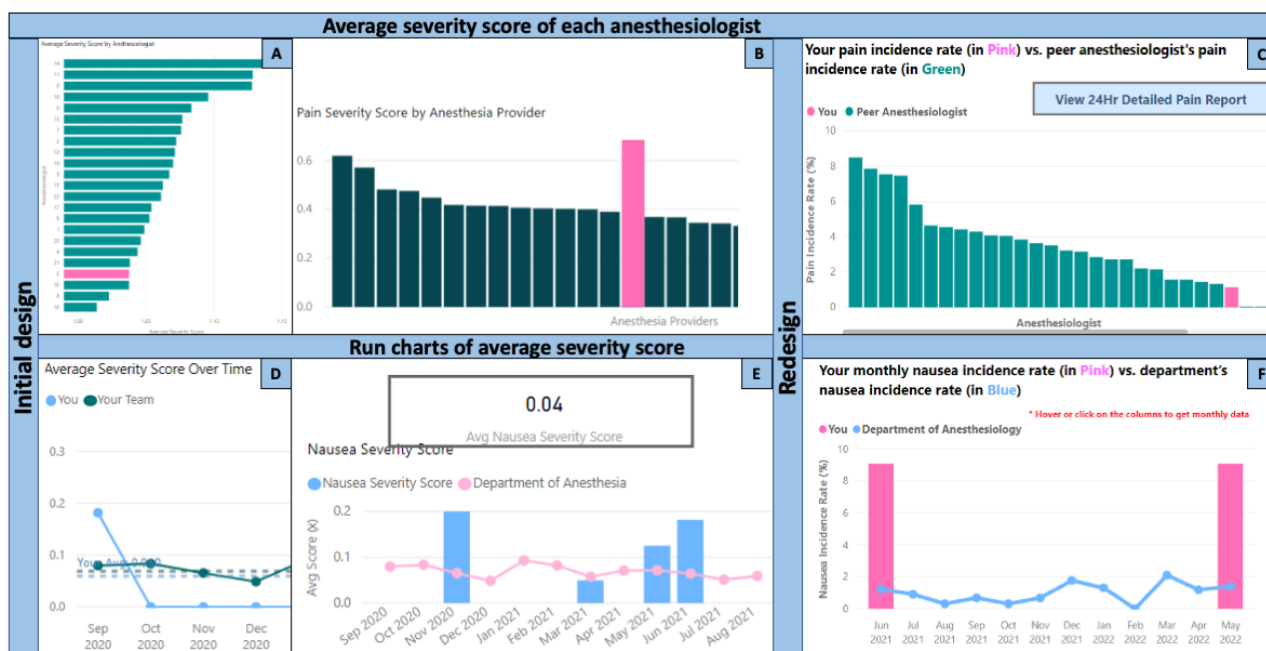 Average severity score of each anesthesiologist
Initial design
A
Average Severity Score by Anesthesiologist
Anesthesiologist
Average Severity Score
B
Pain Severity Score by Anesthesia Provider
0.6
0.4
0.2
0.0
Anesthesia Providers
Redesign
C
Your pain incidence rate (in Pink) vs. peer anesthesiologist's pain
incidence rate (in Green)
View 24Hr Detailed Pain Report
You Peer Anesthesiologist
Pain Incidence Rate (%)
10
8
6
4
2
0
Anesthesiologist
Run charts of average severity score
D
Average Severity Score Over Time
You Your Team
0.3
0.2
0.1
0.0
Sep Oct Nov Dec
2020 2020 2020 2020
E
0.04
Avg Nausea Severity Score
Nausea Severity Score
Nausea Severity Score Department of Anesthesia
Avg Score (x)
0.2
0.1
0.0
Sep 2020 Oct 2020 Nov 2020 Dec 2020 Jan 2021 Feb 2021 Mar 2021 Apr 2021 May 2021 Jun 2021 Jul 2021 Aug 2021
F
Your monthly nausea incidence rate (in Pink) vs. department's
nausea incidence rate (in Blue)
* Hover or click on the columns to get monthly data
You Department of Anesthesiology
Nausea Incidence Rate (%)
10
8
6
4
2
0
Jun Jul Aug Sep Oct Nov Dec Jan Feb Mar Apr May
2021 2021 2021 2021 2021 2021 2021 2022 2022 2022 2022 2022